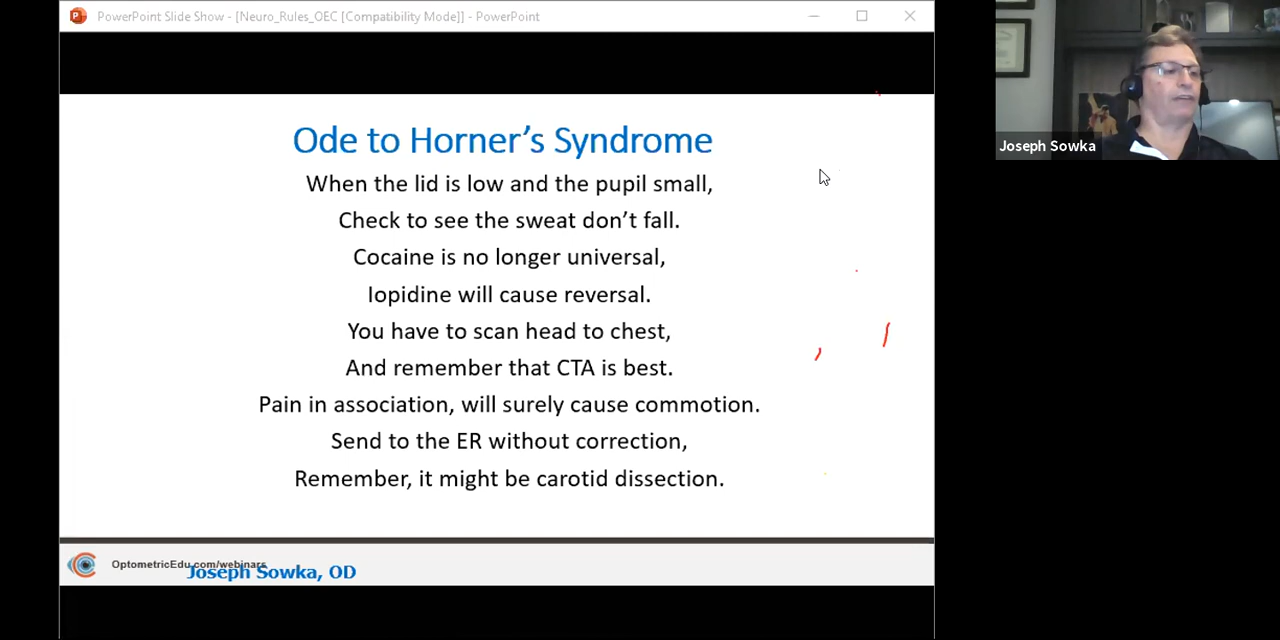 PowerPoint Slide Show - [Neuro_Rules_OEC [Compatibility Mode]] - PowerPoint
Ode to Horner's Syndrome
When the lid is low and the pupil small,
Check to see the sweat don't fall.
Cocaine is no longer universal,
Iopidine will cause reversal.
You have to scan head to chest,
And remember that CTA is best.
Pain in association, will surely cause commotion.
Send to the ER without correction,
Remember, it might be carotid dissection.
OptometricEdu.com/webinars
Joseph Sowka, OD
Joseph Sowka